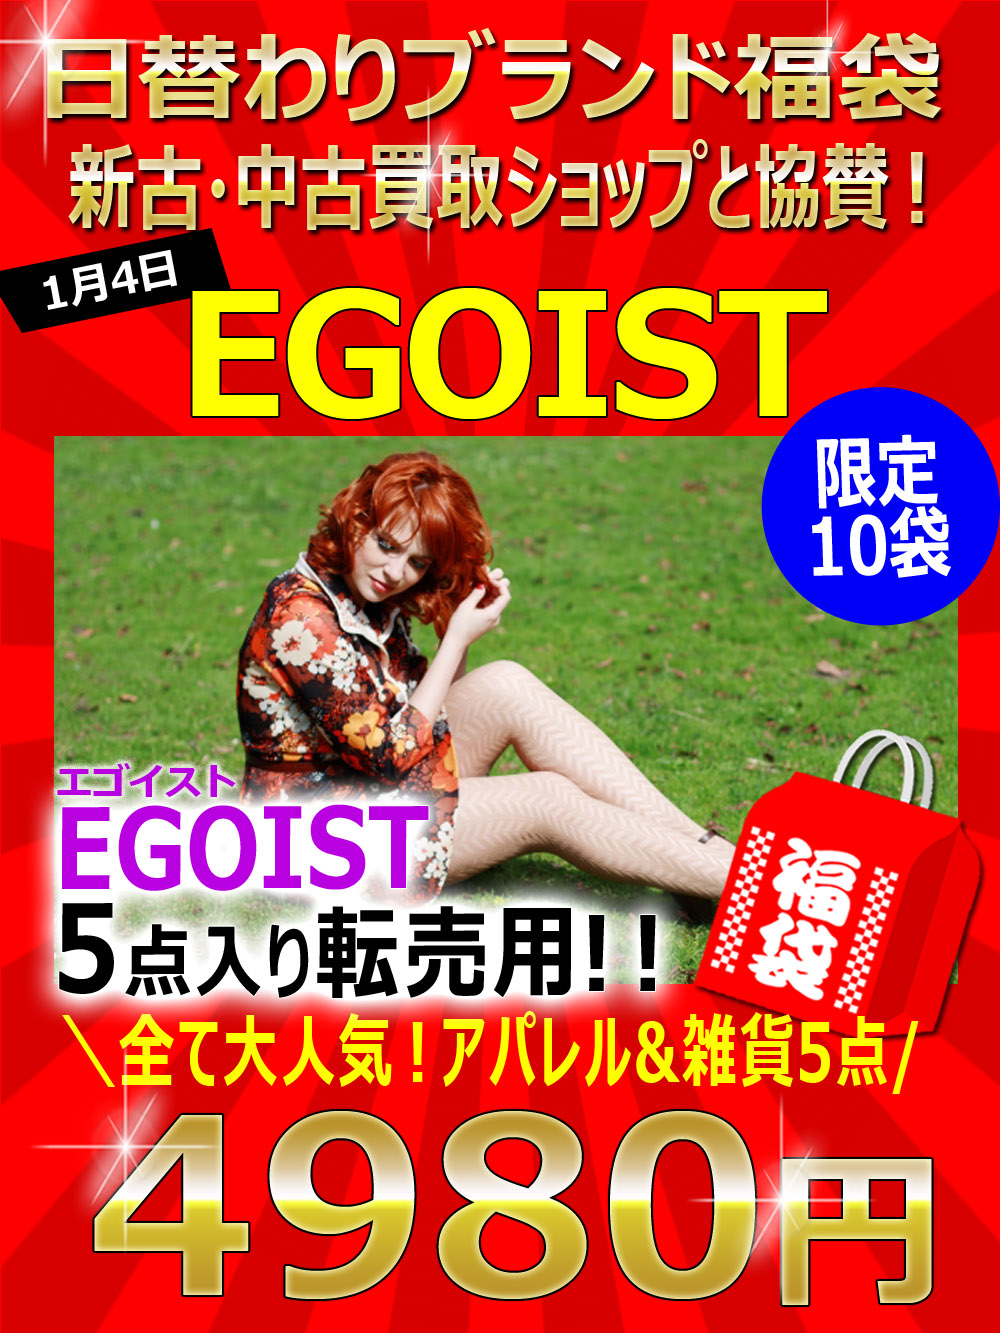 日替わりブランド福袋
新古・中古買取ショップと協賛！
1月4日
EGOIST
限定
10袋
エゴイスト
EGOIST
5点入り転売用！！
福袋
＼全て大人気！アパレル&雑貨5点/
4980円